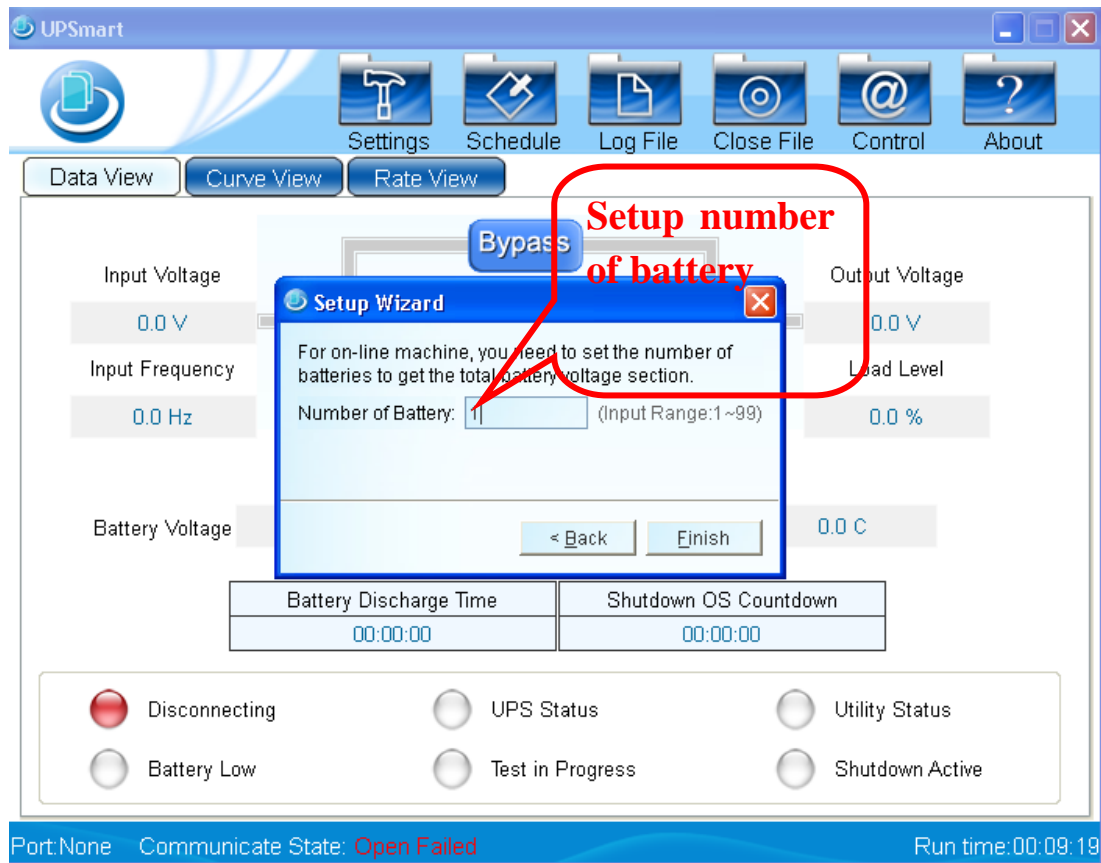 UPSmart
Settings Schedule Log File Close File Control About
Data View Curve View Rate View
Setup number
of battery
Bypass
Input Voltage
0.0 V
Input Frequency
0.0 Hz
Output Voltage
0.0 V
Load Level
0.0 %
Setup Wizard
For on-line machine, you need to set the number of
batteries to get the total battery voltage section.
Number of Battery: 1 (Input Range:1~99)
< Back Finish
Battery Voltage
0.0 C
Battery Discharge Time Shutdown OS Countdown
00:00:00 00:00:00
Disconnecting UPS Status Utility Status
Battery Low Test in Progress Shutdown Active
Port:None Communicate State: Open Failed Run time:00:09:19